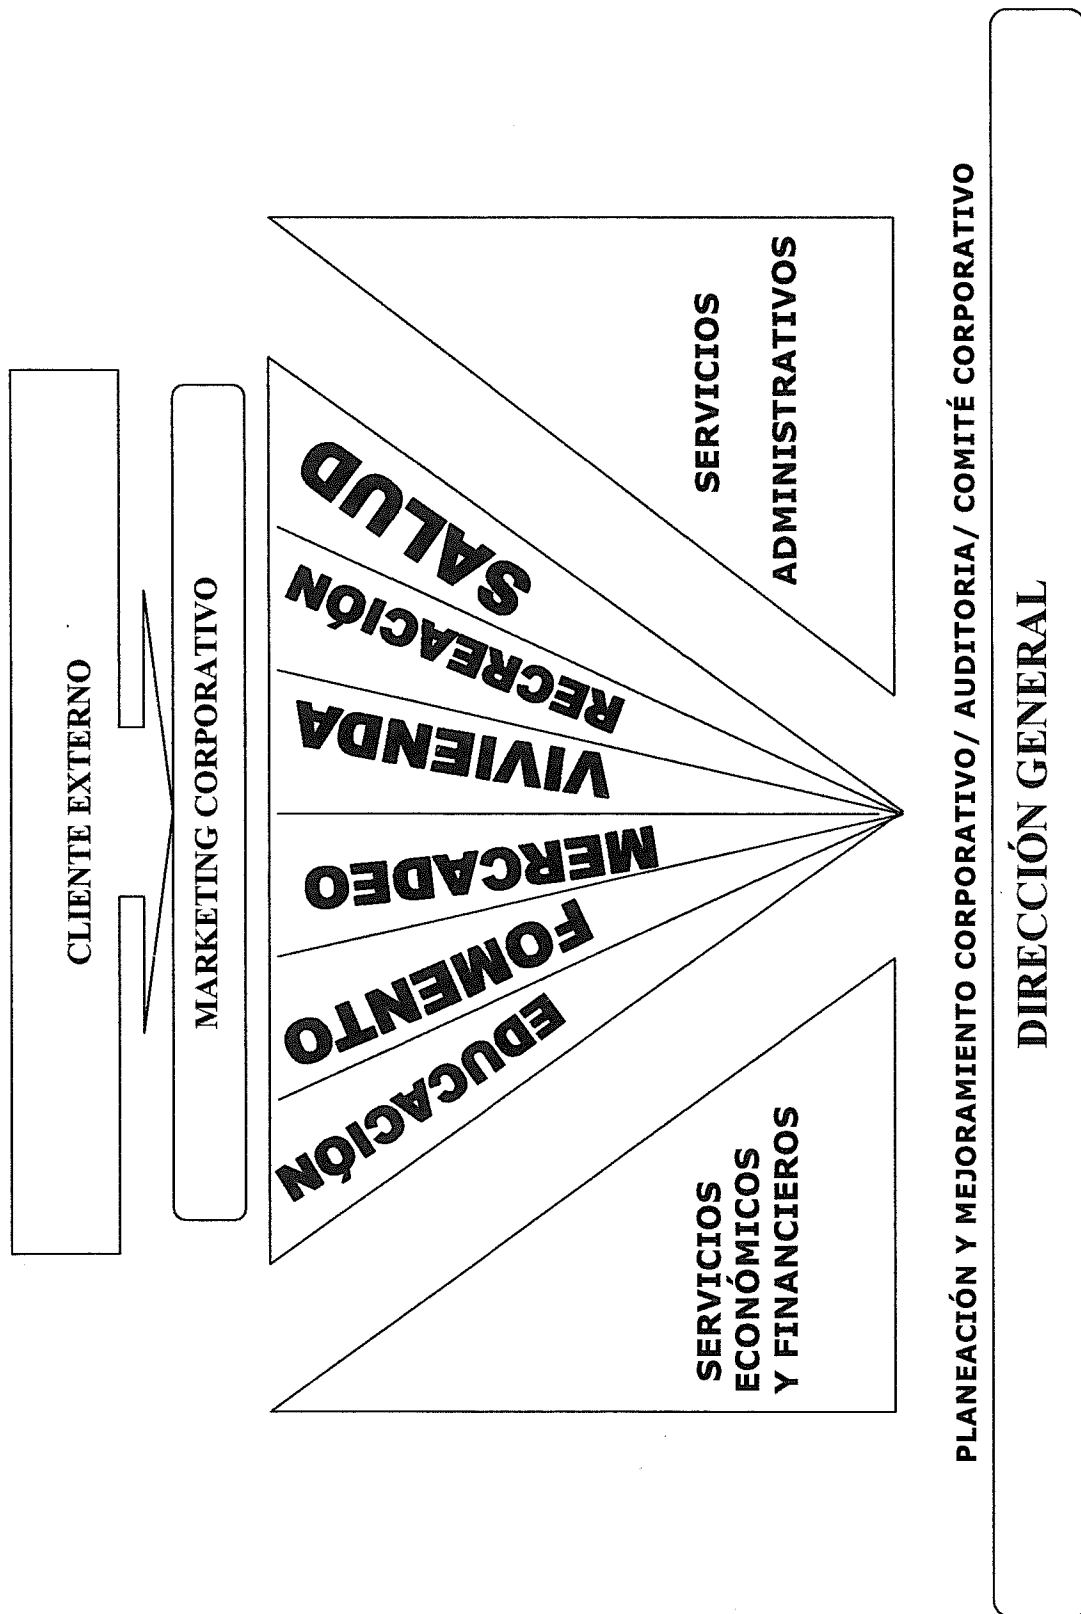 CLIENTE EXTERNO
MARKETING CORPORATIVO
EDUCACIÓN
FOMENTO
MERCADEO
VIVIENDA
RECREACIÓN
SALUD
SERVICIOS
ECONÓMICOS
Y FINANCIEROS
SERVICIOS
ADMINISTRATIVOS
PLANEACIÓN Y MEJORAMIENTO CORPORATIVO/ AUDITORIA/ COMITÉ CORPORATIVO
DIRECCIÓN GENERAL